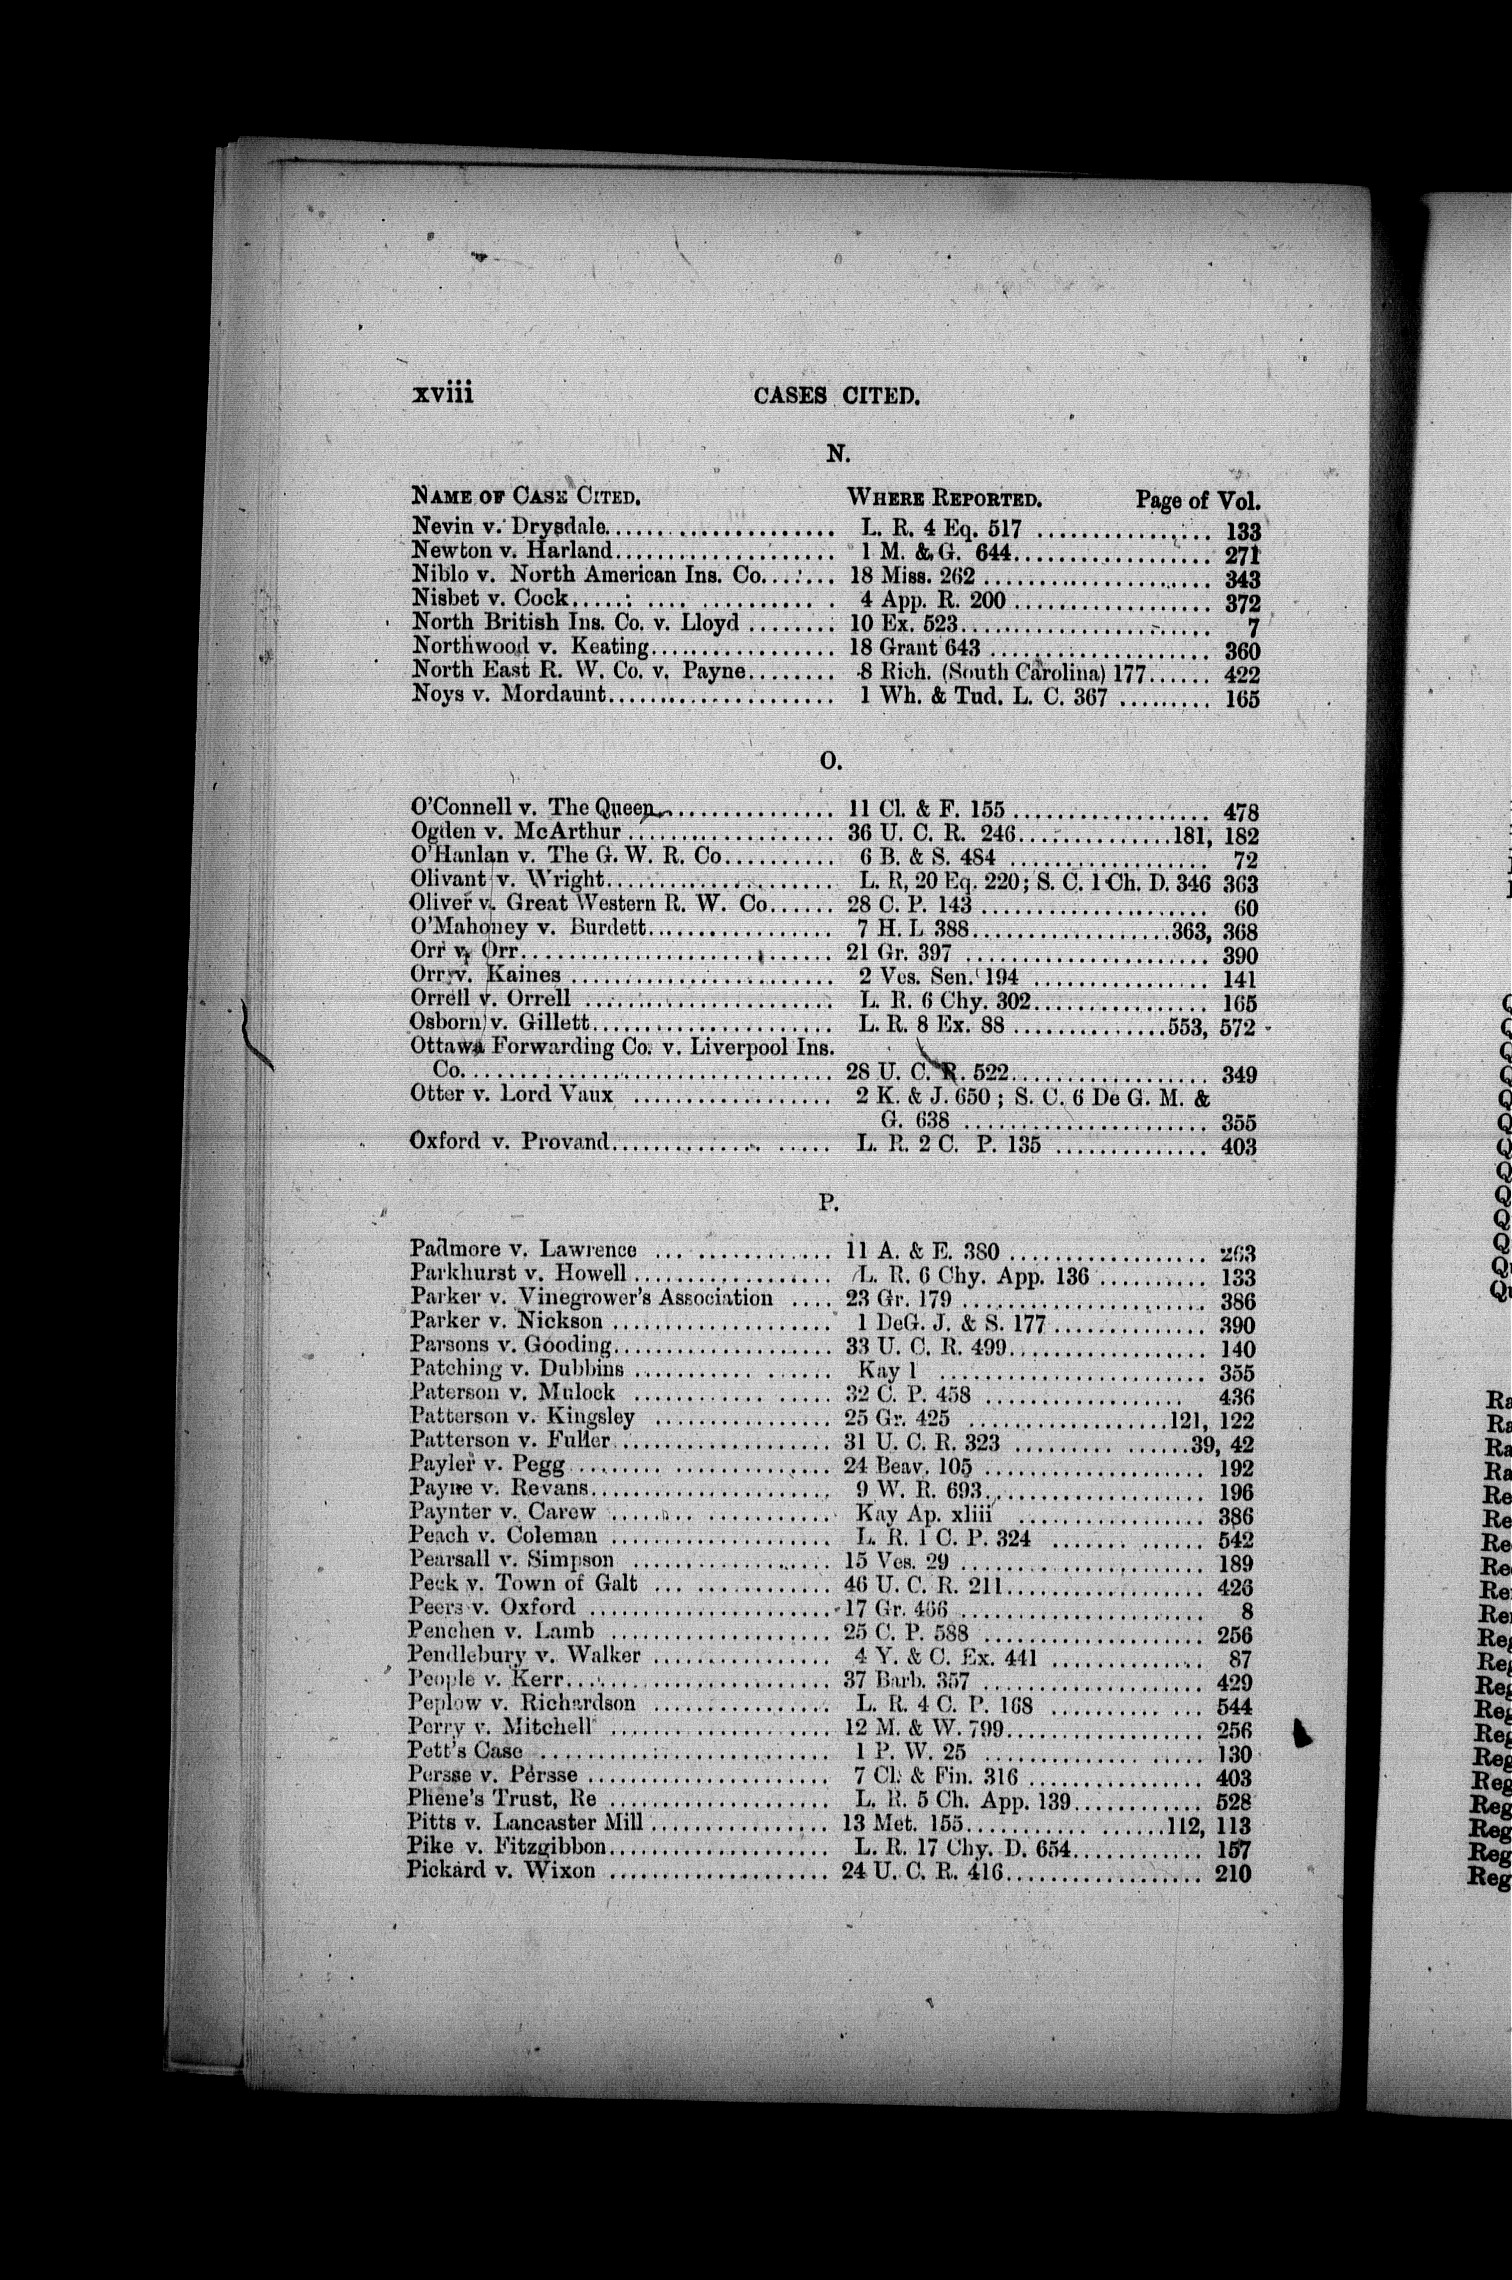 xviii CASES CITED.
N.
NAME OF CASE CITED. WHERE REPORTED. Page of Vol.
Nevin v. Drysdale.................... L. R. 4 Eq. 517 ............... 133
Newton v. Harland.................... 1 M. & G. 644.................. 271
Niblo v. North American Ins. Co....... 18 Miss. 262 .................... 343
Nisbet v. Cock..... .... ............ 4 App. R. 200 .................. 372
North British Ins. Co. v. Lloyd ........ 10 Ex. 523....................... 7
Northwood v. Keating................. 18 Grant 643 .................... 360
North East R. W. Co. v. Payne........ 8 Rich. (South Carolina) 177...... 422
Noys v. Mordaunt..................... 1 Wh. & Tud. L. C. 367 ......... 165
O.
O'Connell v. The Queen............... 11 Cl. & F. 155 .................. 478
Ogden v. McArthur ................... 36 U. C. R. 246..............181, 182
O'Hanlan v. The G. W. R. Co.......... 6 B. & S. 484 .................. 72
Olivant v. Wright..................... L. R, 20 Eq. 220; S. C. 1 Ch. D. 346 363
Oliver v. Great Western R. W. Co...... 28 C. P. 143 ..................... 60
O'Mahoney v. Burdett................. 7 H. L 388..................363, 368
Orr v. Orr............................. 21 Gr. 397 ....................... 390
Orr v. Kaines ......................... 2 Ves. Sen. 194 ................ 141
Orrell v. Orrell ....................... L. R. 6 Chy. 302................ 165
Osborn v. Gillett...................... L. R. 8 Ex. 88 ..............553, 572
Ottawa Forwarding Co. v. Liverpool Ins.
Co................................... 28 U. C. R. 522.................. 349
Otter v. Lord Vaux ................... 2 K. & J. 650 ; S. C. 6 De G. M. &
G. 638 ....................... 355
Oxford v. Provand.............. ..... L. R. 2 C. P. 135 .............. 403
P.
Padmore v. Lawrence ... ............. 11 A. & E. 380 ................... 263
Parkhurst v. Howell .................. L. R. 6 Chy. App. 136 .......... 133
Parker v. Vinegrower's Association .... 23 Gr. 179 ....................... 386
Parker v. Nickson ..................... 1 DeG. J. & S. 177 .............. 390
Parsons v. Gooding.................... 33 U. C. R. 499................... 140
Patching v. Dubbins ............ ...... Kay 1 ......................... 355
Paterson v. Mulock ............ ..... 32 C. P. 458 ................... 436
Patterson v. Kingsley ................. 25 Gr. 425 ...................121, 122
Patterson v. Fuller.................... 31 U. C. R. 323 ......... ......39, 42
Payler v. Pegg......... ............... 24 Beav. 105 ..................... 192
Payne v. Revans....................... 9 W. R. 693..................... 196
Paynter v. Carew ...... ............. Kay Ap. xliii ................. 386
Peach v. Coleman ..................... L. R. 1 C. P. 324 ....... ...... 542
Pearsall v. Simpson ................... 15 Ves. 29 ....................... 189
Peck v. Town of Galt ... ............. 46 U. C. R. 211................... 426
Peers v. Oxford ....................... 17 Gr. 466 ....................... 8
Penchen v. Lamb ..................... 25 C. P. 588 ..................... 256
Pendlebury v. Walker ................. 4 Y. & C. Ex. 441 .............. 87
People v. Kerr......................... 37 Barb. 357 ..................... 429
Peplow v. Richardson ................. L. R. 4 C. P. 168 .......... ... 544
Perry v. Mitchell ..................... 12 M. & W. 799................... 256
Pett's Case ............................ 1 P. W. 25 ............... ..... 130
Persse v. Persse ....................... 7 Cl. & Fin. 316 ................ 403
Phene's Trust, Re ..................... L. R. 5 Ch. App. 139............ 528
Pitts v. Lancaster Mill ................ 13 Met. 155........... ......112, 113
Pike v. Fitzgibbon..................... L. R. 17 Chy. D. 654............ 157
Pickard v. Wixon ..................... 24 U. C. R. 416................... 210